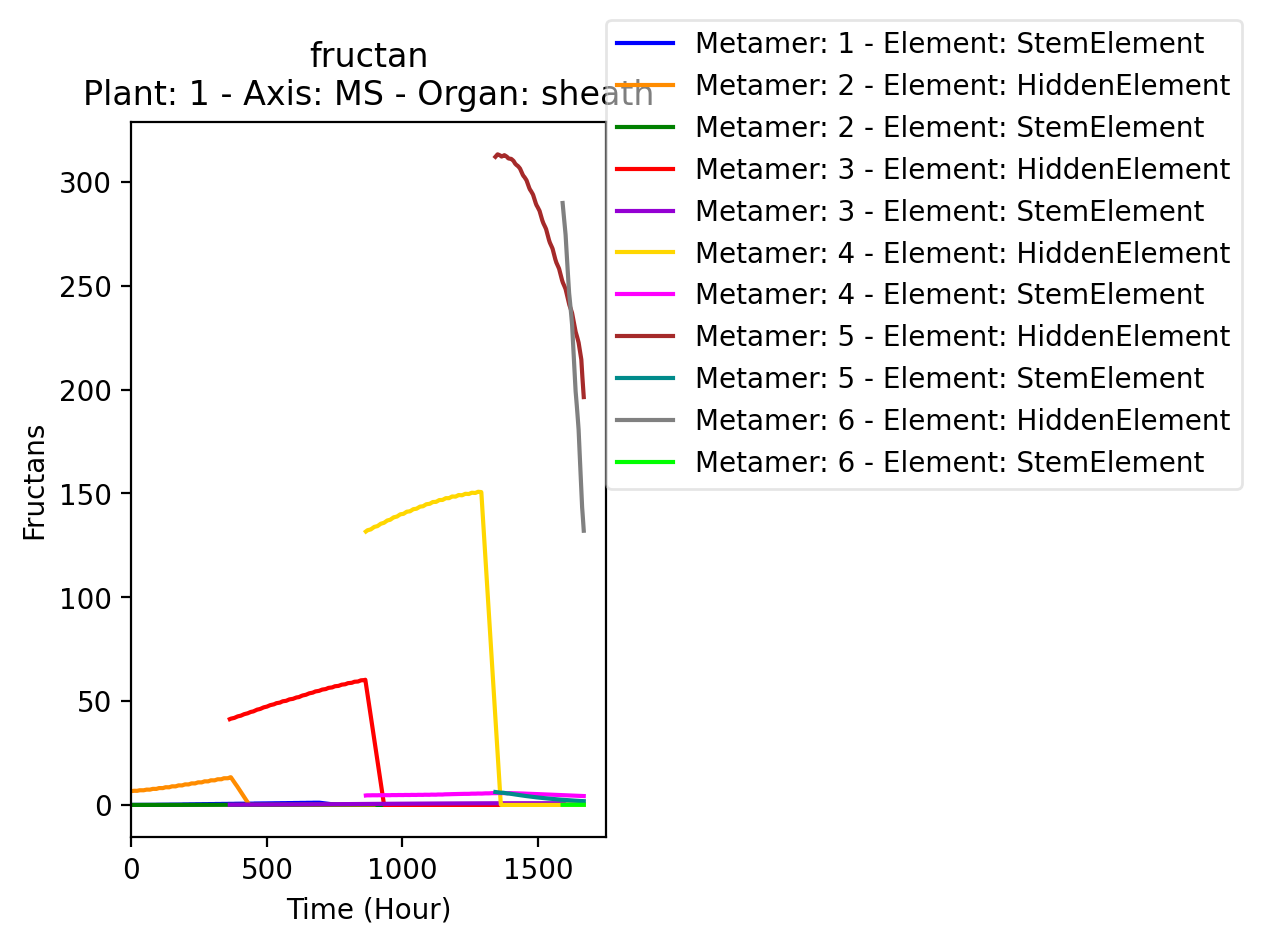 fructan
Plant: 1 - Axis: MS - Organ: sheath
Metamer: 1 - Element: StemElement
Metamer: 2 - Element: HiddenElement
Metamer: 2 - Element: StemElement
Metamer: 3 - Element: HiddenElement
Metamer: 3 - Element: StemElement
Metamer: 4 - Element: HiddenElement
Metamer: 4 - Element: StemElement
Metamer: 5 - Element: HiddenElement
Metamer: 5 - Element: StemElement
Metamer: 6 - Element: HiddenElement
Metamer: 6 - Element: StemElement
Fructans
300
250
200
150
100
50
0
0 500 1000 1500
Time (Hour)